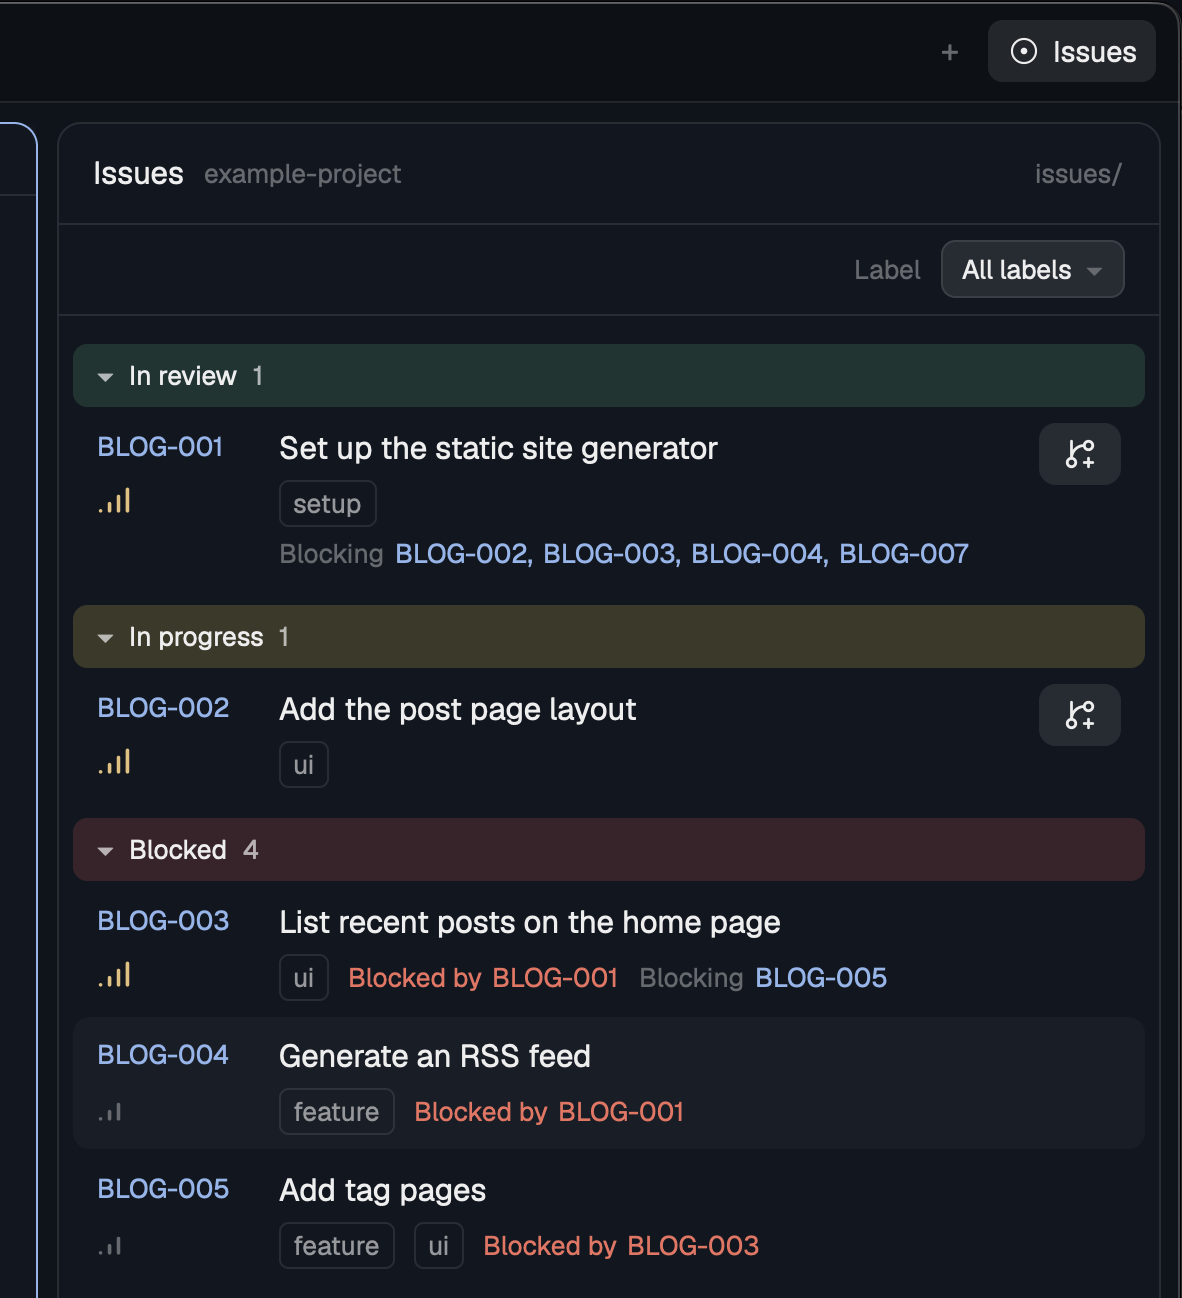 + Issues
Issues example-project issues/
Label All labels
In review 1
BLOG-001 Set up the static site generator
setup
Blocking BLOG-002, BLOG-003, BLOG-004, BLOG-007
In progress 1
BLOG-002 Add the post page layout
ui
Blocked 4
BLOG-003 List recent posts on the home page
ui Blocked by BLOG-001 Blocking BLOG-005
BLOG-004 Generate an RSS feed
feature Blocked by BLOG-001
BLOG-005 Add tag pages
feature ui Blocked by BLOG-003